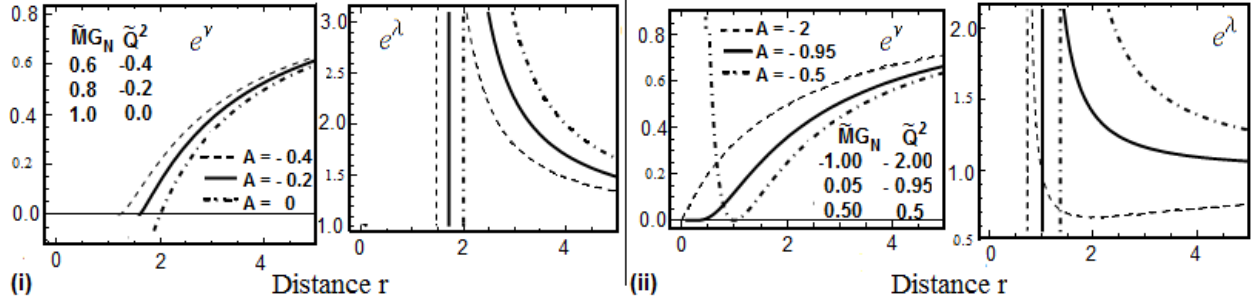 M̃G_N Q̃² e^ν
0.6 -0.4
0.8 -0.2
1.0 0.0
A = - 0.4
A = - 0.2
A = 0
0.8
0.6
0.4
0.2
0.0
0 2 4
e^λ
3.0
2.5
2.0
1.5
1.0
0 2 4
(i) Distance r
e^ν
A = - 2
A = - 0.95
A = - 0.5
M̃G_N Q̃²
-1.00 - 2.00
0.05 - 0.95
0.50 0.5
0.8
0.6
0.4
0.2
0.0
0 2 4
e^λ
2.0
1.5
1.0
0.5
0 2 4
(ii) Distance r